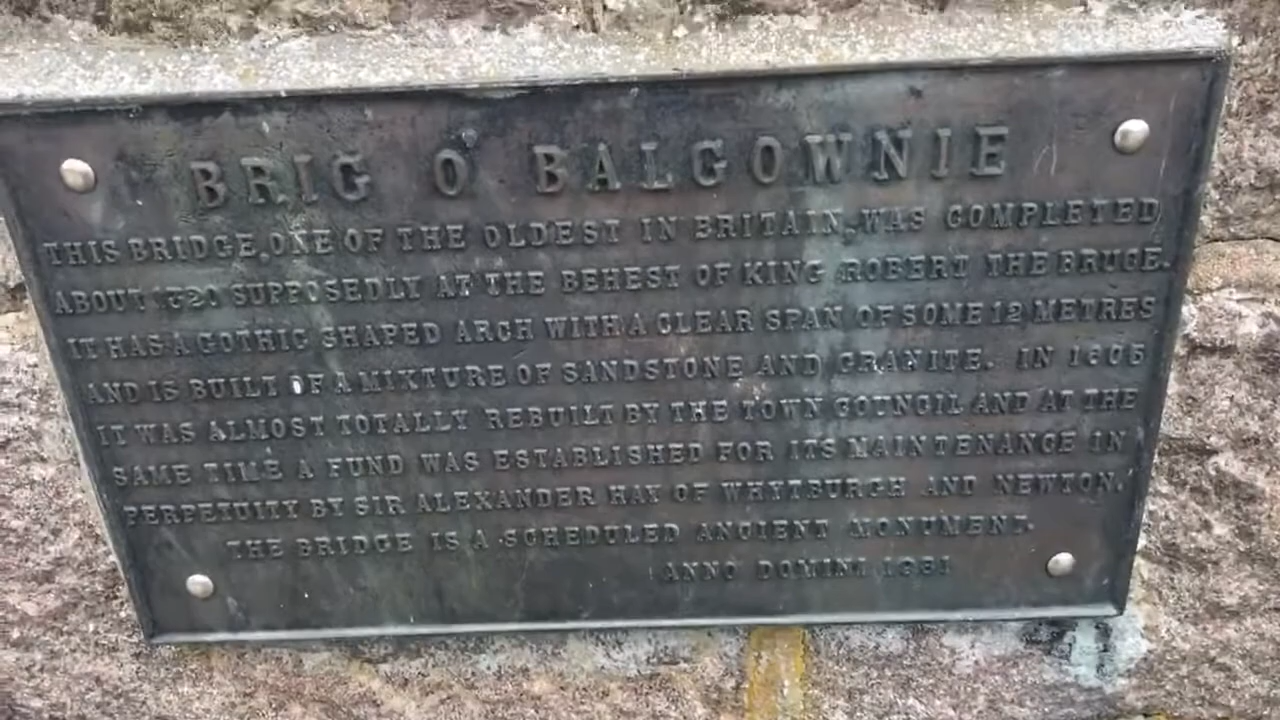 BRIG O' BALGOWNIE
THIS BRIDGE, ONE OF THE OLDEST IN BRITAIN, WAS COMPLETED
ABOUT 1320 SUPPOSEDLY AT THE BEHEST OF KING ROBERT THE BRUCE.
IT HAS A GOTHIC SHAPED ARCH WITH A CLEAR SPAN OF SOME 12 METRES
AND IS BUILT OF A MIXTURE OF SANDSTONE AND GRANITE. IN 1605
IT WAS ALMOST TOTALLY REBUILT BY THE TOWN COUNCIL AND AT THE
SAME TIME A FUND WAS ESTABLISHED FOR ITS MAINTENANCE IN
PERPETUITY BY SIR ALEXANDER HAY OF WHYTBURGH AND NEWTON.
THE BRIDGE IS A SCHEDULED ANCIENT MONUMENT.
ANNO DOMINI